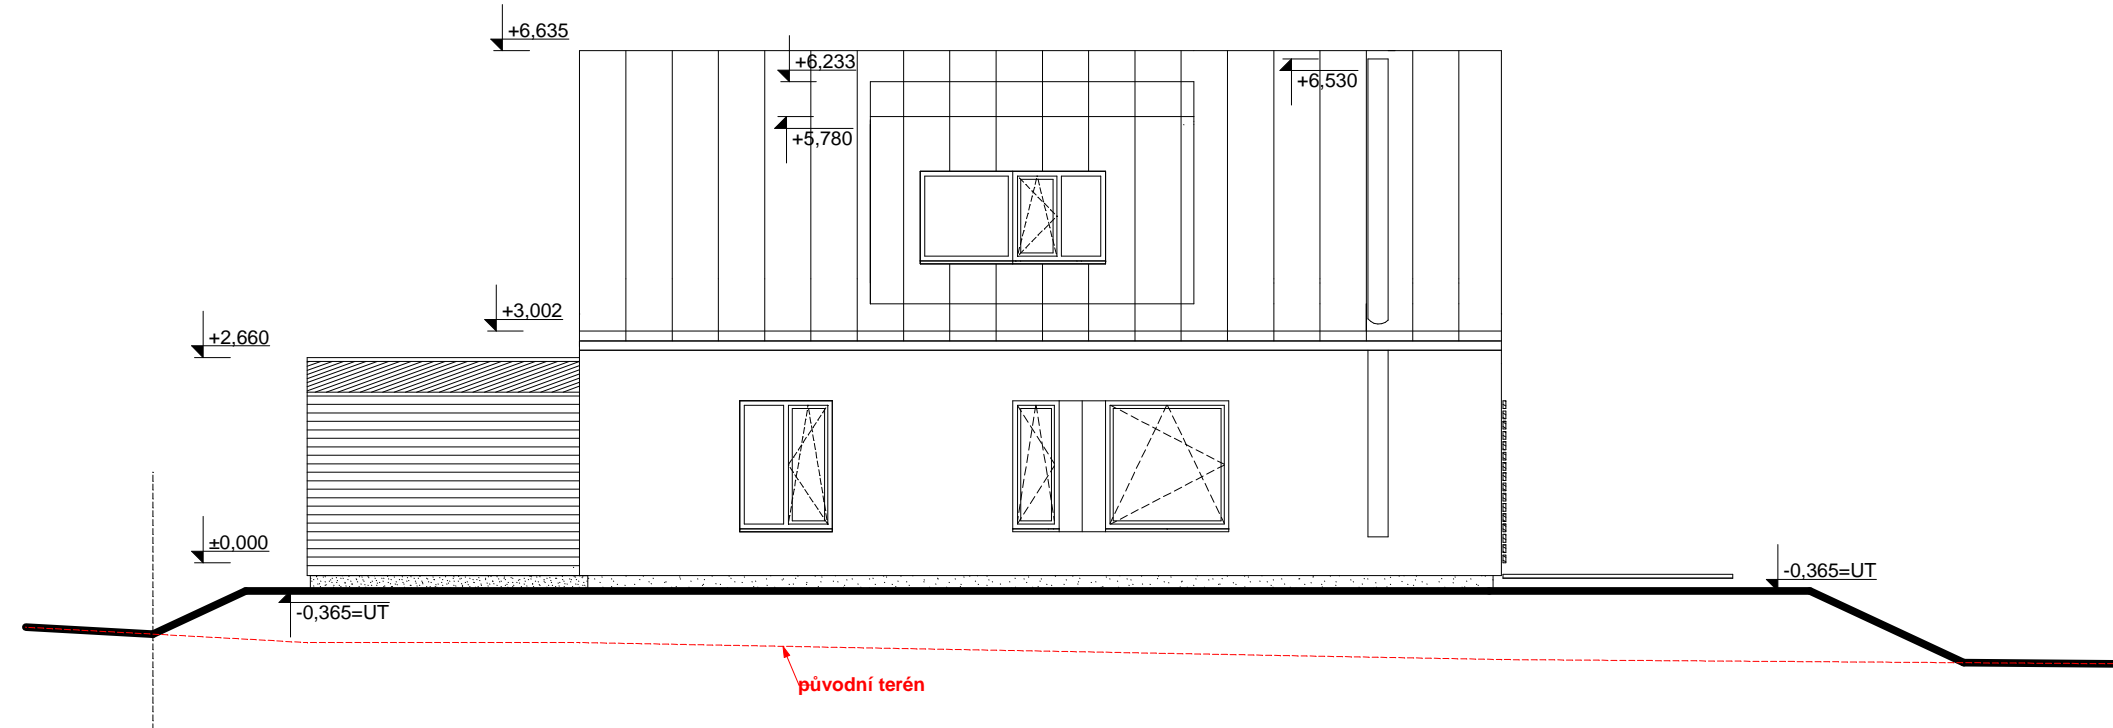 +6,635
+6,233
+6,530
+5,780
+3,002
+2,660
±0,000
-0,365=UT
-0,365=UT
původní terén